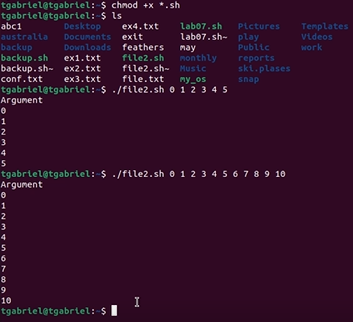 tgabriel@tgabriel:~$ chmod +x *.sh
tgabriel@tgabriel:~$ ls
abc1 Desktop ex4.txt lab07.sh Pictures Templates
australia Documents exit lab07.sh~ play Videos
backup Downloads feathers may Public work
backup.sh ex1.txt file2.sh monthly reports
backup.sh~ ex2.txt file2.sh~ Music ski.plases
conf.txt ex3.txt file.txt my_os snap
tgabriel@tgabriel:~$ ./file2.sh 0 1 2 3 4 5
Argument
0
1
2
3
4
5
tgabriel@tgabriel:~$ ./file2.sh 0 1 2 3 4 5 6 7 8 9 10
Argument
0
1
2
3
4
5
6
7
8
9
10
tgabriel@tgabriel:~$